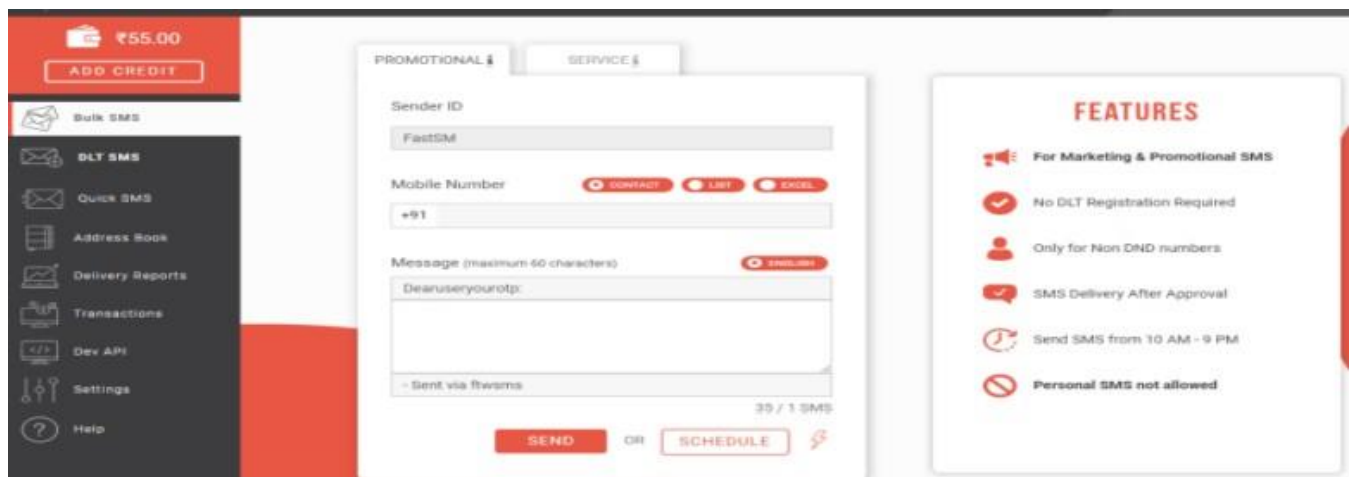 ₹55.00
ADD CREDIT
Bulk SMS
DLT SMS
Quick SMS
Address Book
Delivery Reports
Transactions
Dev API
Settings
Help
PROMOTIONAL
SERVICE
Sender ID
FastSM
Mobile Number
CONTACT
LIST
EXCEL
+91
Message (maximum 60 characters)
ENGLISH
Dearuseryourotp:
- Sent via ftwsms
35 / 1 SMS
SEND
OR
SCHEDULE
FEATURES
For Marketing & Promotional SMS
No DLT Registration Required
Only for Non DND numbers
SMS Delivery After Approval
Send SMS from 10 AM - 9 PM
Personal SMS not allowed